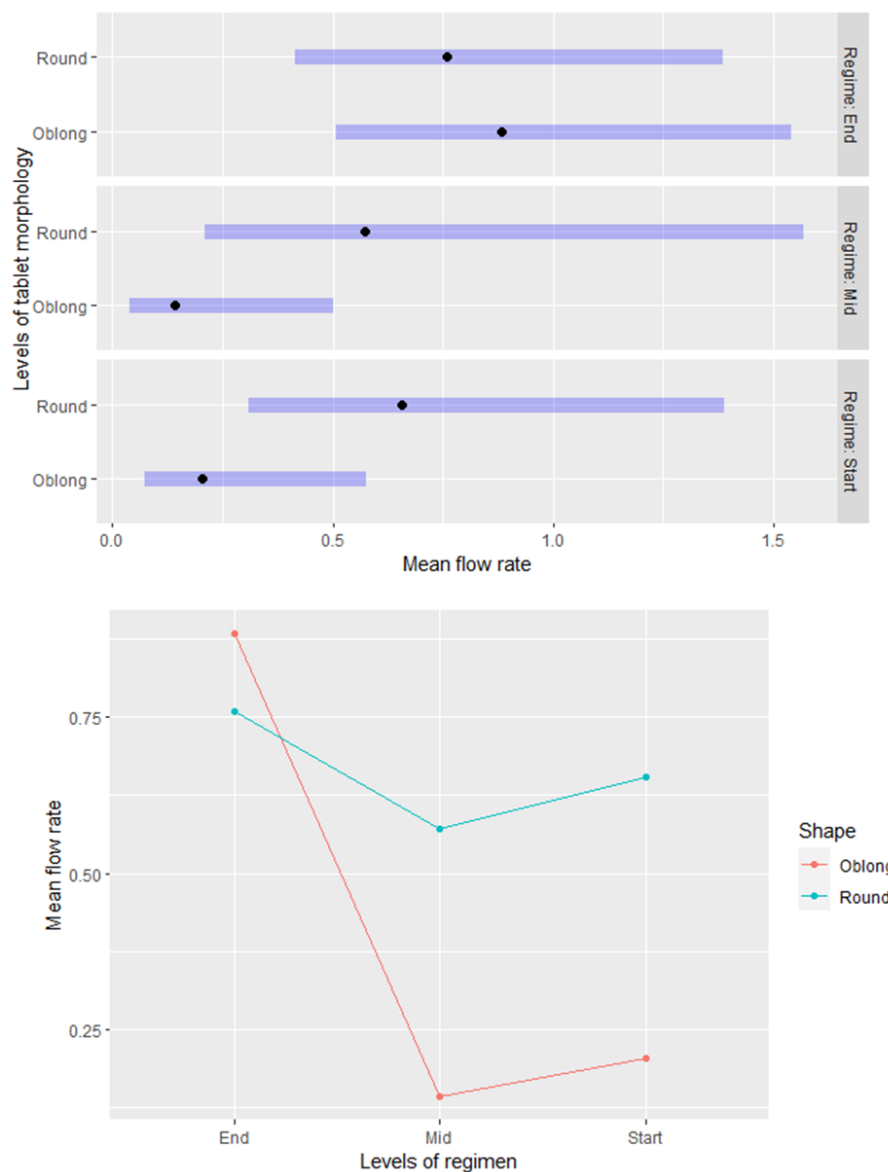 Levels of tablet morphology
Round
Oblong
Regime: End
Round
Oblong
Regime: Mid
Round
Oblong
Regime: Start
0.0 0.5 1.0 1.5
Mean flow rate
Mean flow rate
0.75
0.50
0.25
End Mid Start
Levels of regimen
Shape
Oblong
Round